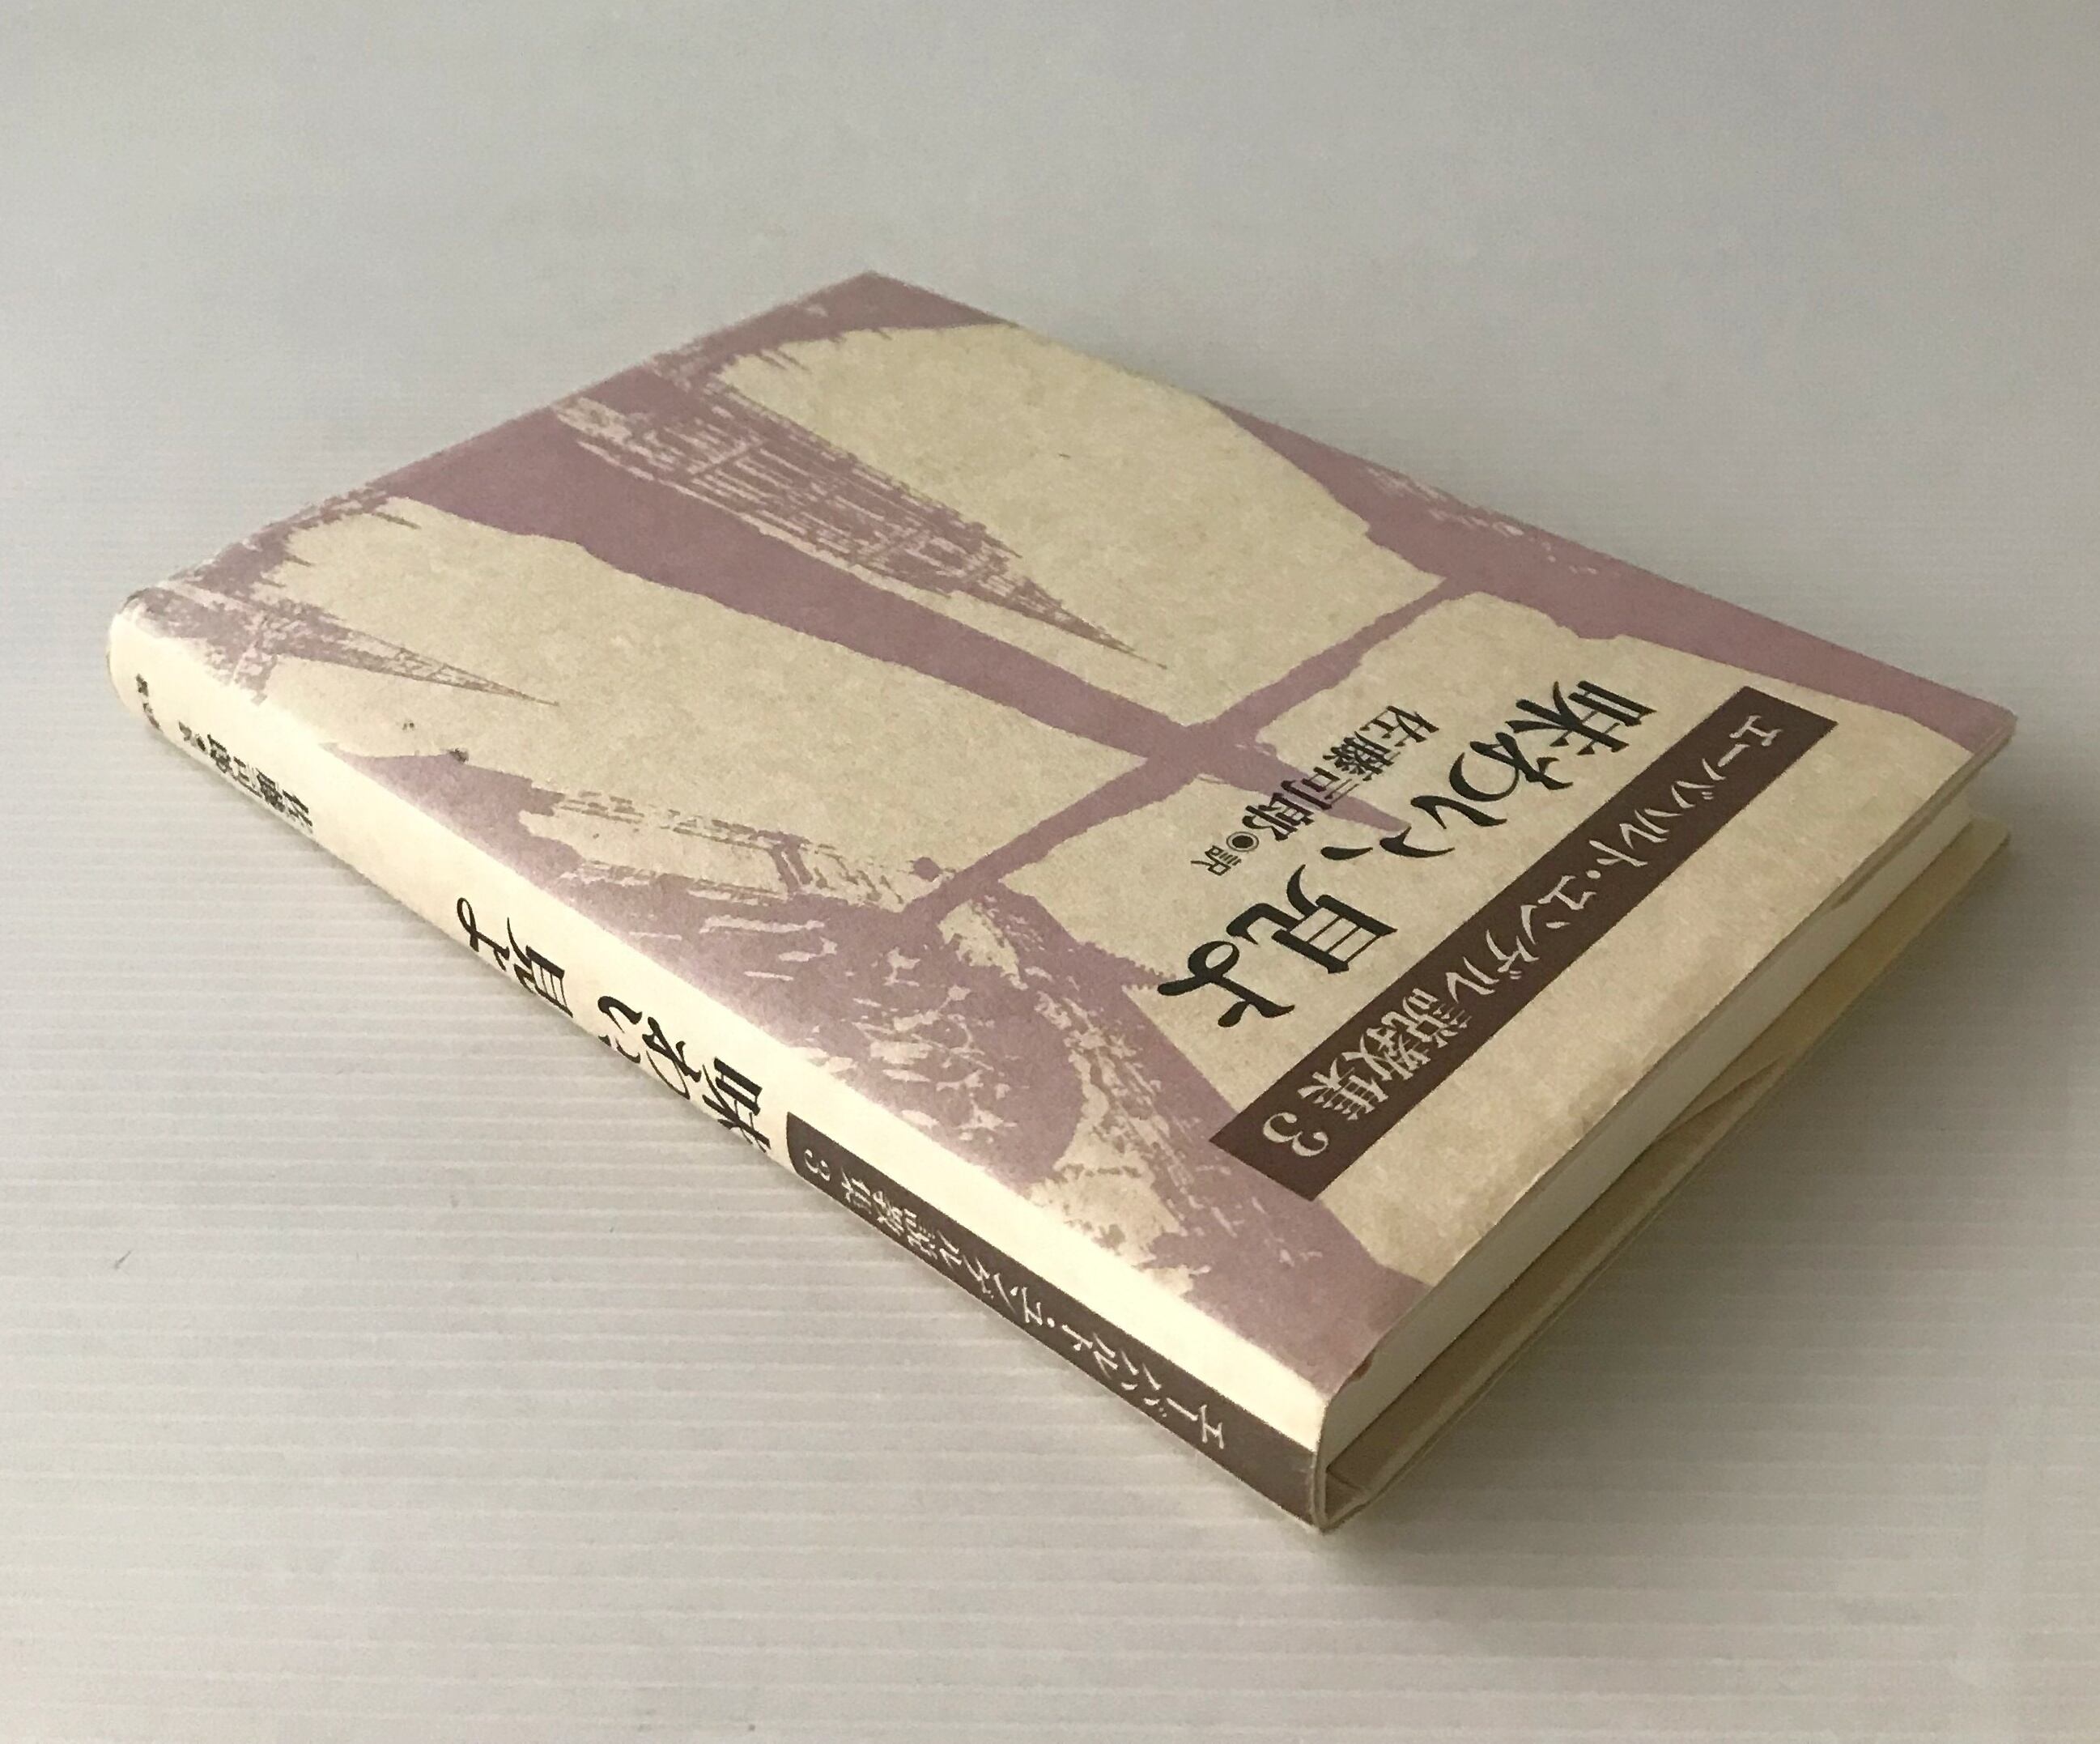 エーバハルト・ユンゲル説教集 3
味わい、見よ
佐藤司郎◉訳
エーバハルト・ユンゲル説教集 3
味わい、見よ
佐藤司郎◉訳